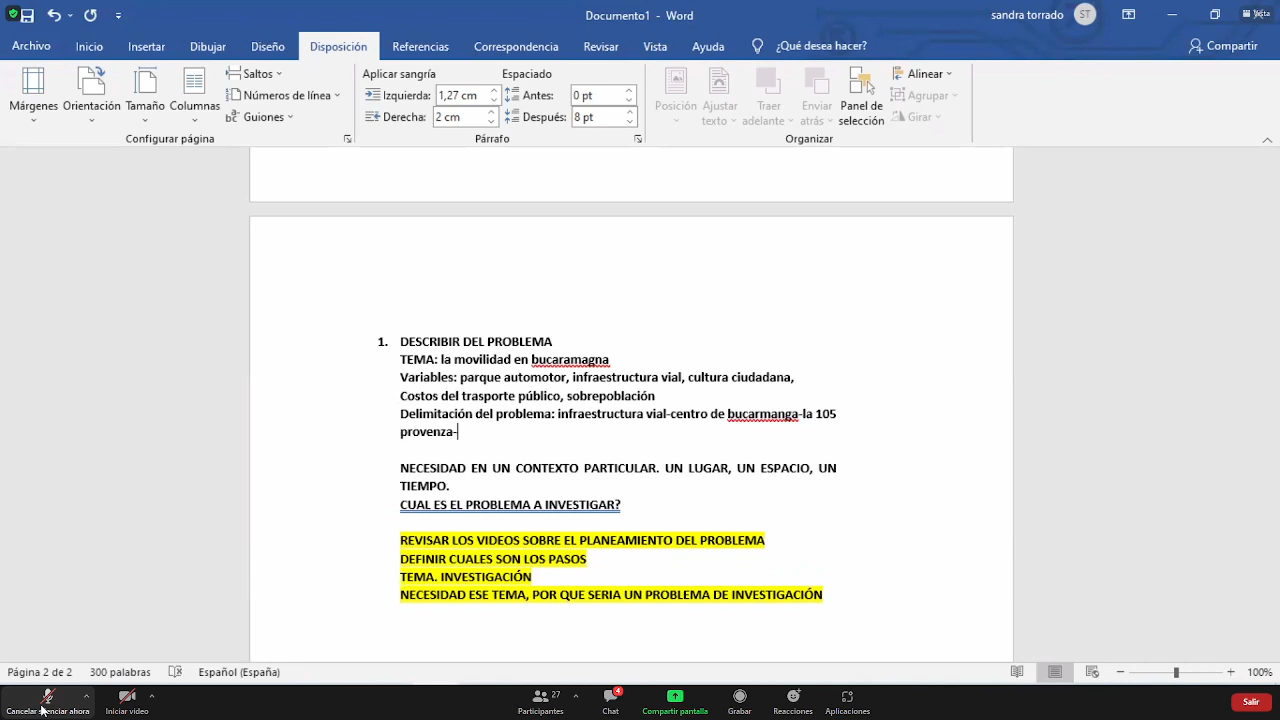 Documento1 - Word
sandra torrado
ST
Archivo
Inicio
Insertar
Dibujar
Diseño
Disposición
Referencias
Correspondencia
Revisar
Vista
Ayuda
¿Qué desea hacer?
Compartir
Márgenes
Orientación
Tamaño
Columnas
Saltos
Números de línea
Guiones
Configurar página
Aplicar sangría
Izquierda: 1,27 cm
Derecha: 2 cm
Espaciado
Antes: 0 pt
Después: 8 pt
Párrafo
Posición
Ajustar texto
Traer adelante
Enviar atrás
Panel de selección
Alinear
Agrupar
Girar
Organizar
1. DESCRIBIR DEL PROBLEMA
TEMA: la movilidad en bucaramagna
Variables: parque automotor, infraestructura vial, cultura ciudadana,
Costos del trasporte público, sobrepoblación
Delimitación del problema: infraestructura vial-centro de bucarmanga-la 105
provenza-
NECESIDAD EN UN CONTEXTO PARTICULAR. UN LUGAR, UN ESPACIO, UN
TIEMPO.
CUAL ES EL PROBLEMA A INVESTIGAR?
REVISAR LOS VIDEOS SOBRE EL PLANEAMIENTO DEL PROBLEMA
DEFINIR CUALES SON LOS PASOS
TEMA. INVESTIGACIÓN
NECESIDAD ESE TEMA, POR QUE SERIA UN PROBLEMA DE INVESTIGACIÓN
Página 2 de 2
300 palabras
Español (España)
100%
Cancelar ahora
Iniciar video
27
Participantes
4
Chat
Compartir pantalla
Grabar
Reacciones
Aplicaciones
Salir